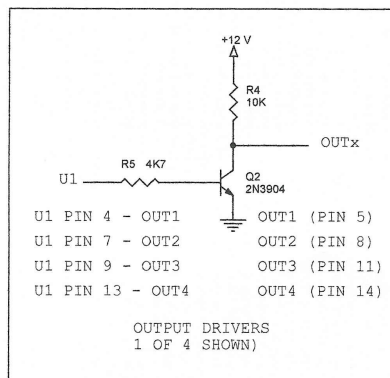 +12 V
R4
10K
OUTx
R5 4K7
U1
Q2
2N3904
U1 PIN 4 - OUT1 OUT1 (PIN 5)
U1 PIN 7 - OUT2 OUT2 (PIN 8)
U1 PIN 9 - OUT3 OUT3 (PIN 11)
U1 PIN 13 - OUT4 OUT4 (PIN 14)
OUTPUT DRIVERS
1 OF 4 SHOWN)